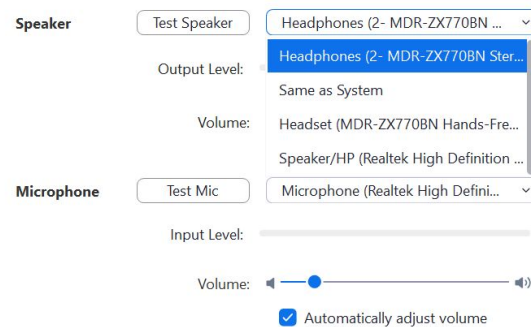 Speaker
Test Speaker
Headphones (2- MDR-ZX770BN ...
Headphones (2- MDR-ZX770BN Ster...
Output Level:
Same as System
Volume:
Headset (MDR-ZX770BN Hands-Fre...
Speaker/HP (Realtek High Definition ...
Microphone
Test Mic
Microphone (Realtek High Defini...
Input Level:
Volume:
Automatically adjust volume